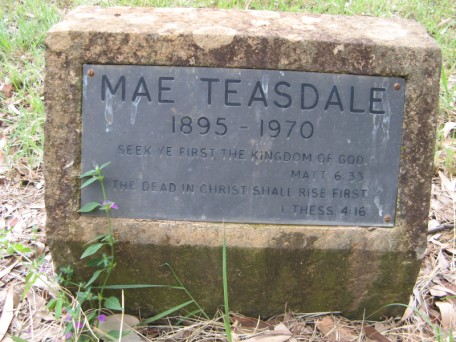 MAE TEASDALE
1895 - 1970
SEEK YE FIRST THE KINGDOM OF GOD
MATT 6.33
THE DEAD IN CHRIST SHALL RISE FIRST
1 THESS 4:16